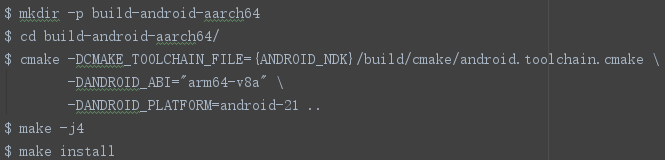 $ mkdir -p build-android-aarch64
$ cd build-android-aarch64/
$ cmake -DCMAKE_TOOLCHAIN_FILE={ANDROID_NDK}/build/cmake/android.toolchain.cmake \
-DANDROID_ABI="arm64-v8a" \
-DANDROID_PLATFORM=android-21 ..
$ make -j4
$ make install